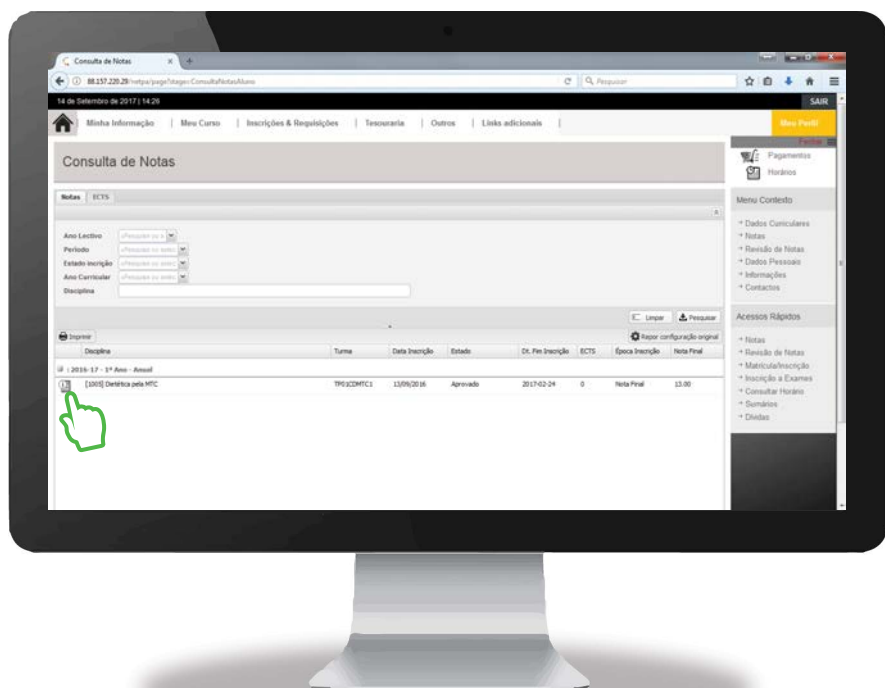 Consulta de Notas
88.157.220.29/netpa/page?stage=ConsultaNotasAluno
Pesquisar
14 de Setembro de 2017 | 14:26
SAIR
Minha Informação | Meu Curso | Inscrições & Requisições | Tesouraria | Outros | Links adicionais |
Meu Perfil
Fechar
Pagamentos
Horários
Consulta de Notas
Menu Contexto
Dados Curriculares
Notas
Revisão de Notas
Dados Pessoais
Informações
Contactos
Notas ECTS
Ano Lectivo
Período
Estado inscrição
Ano Curricular
Disciplina
Limpar Pesquisar
Imprimir Repor configuração original
Disciplina Turma Data Inscrição Estado Dt. Fim Inscrição ECTS Época Inscrição Nota Final
: 2016-17 - 1º Ano - Anual
[1005] Dietética pela MTC TP01CDMTC1 13/09/2016 Aprovado 2017-02-24 0 Nota Final 13.00
Acessos Rápidos
Notas
Revisão de Notas
Matrícula/Inscrição
Inscrição a Exames
Consultar Horário
Sumários
Dívidas